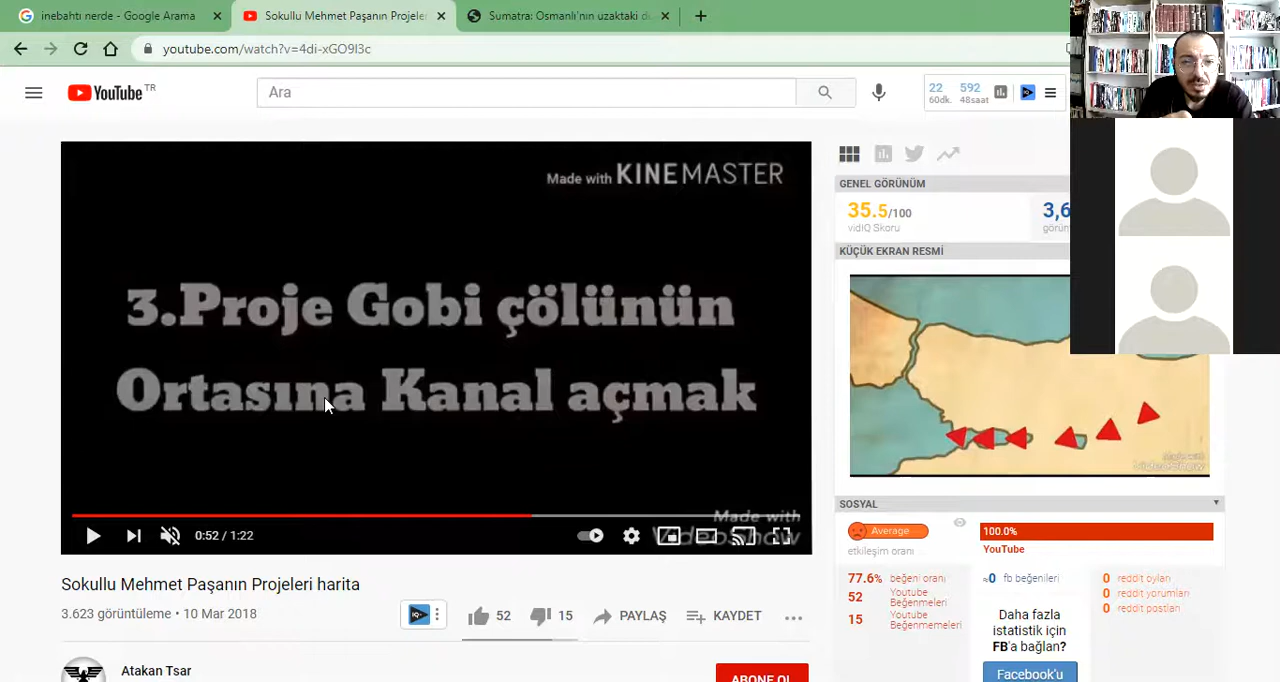 inebahtı nerde - Google Arama
Sokullu Mehmet Paşanın Projeler
Sumatra: Osmanlı'nın uzaktaki d
youtube.com/watch?v=4di-xGO9l3c
YouTube TR
Ara
22 592
60dk. 48saat
Made with KINEMASTER
3.Proje Gobi çölünün
Ortasına Kanal açmak
Made with
VideoShow
0:52 / 1:22
Sokullu Mehmet Paşanın Projeleri harita
3.623 görüntüleme • 10 Mar 2018
52
15
PAYLAŞ
KAYDET
Atakan Tsar
ABONE OL
GENEL GÖRÜNÜM
35.5/100
vidIQ Skoru
3,6
görün
KÜÇÜK EKRAN RESMİ
Made with
VideoShow
SOSYAL
Average
etkileşim oranı
100.0%
YouTube
77.6% beğeni oranı
52 Youtube Beğenmeleri
15 Youtube Beğenmemeleri
≈0 fb beğenileri
0 reddit oyları
0 reddit yorumları
0 reddit postları
Daha fazla
istatistik için
FB'a bağlan?
Facebook'u